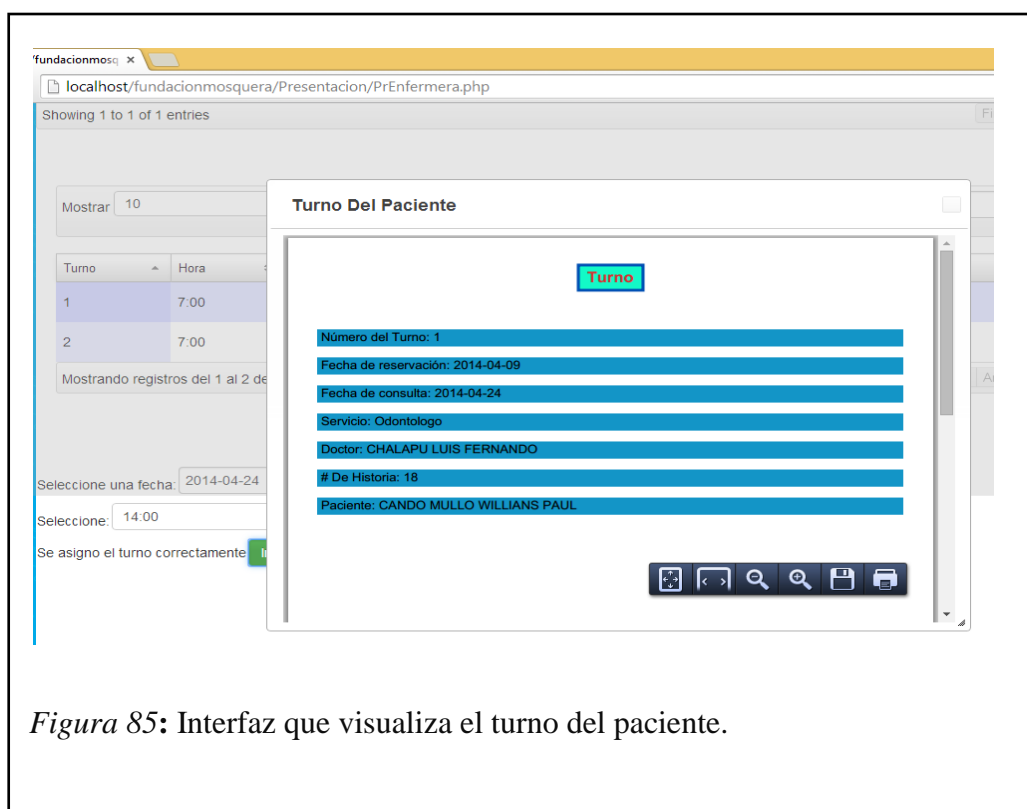 /fundacionmosq ×
localhost/fundacionmosquera/Presentacion/PrEnfermera.php
Showing 1 to 1 of 1 entries
Mostrar 10
Turno Hora
1 7:00
2 7:00
Mostrando registros del 1 al 2 de
Seleccione una fecha: 2014-04-24
Seleccione: 14:00
Se asigno el turno correctamente
Turno Del Paciente
Turno
Número del Turno: 1
Fecha de reservación: 2014-04-09
Fecha de consulta: 2014-04-24
Servicio: Odontologo
Doctor: CHALAPU LUIS FERNANDO
# De Historia: 18
Paciente: CANDO MULLO WILLIANS PAUL
Figura 85: Interfaz que visualiza el turno del paciente.